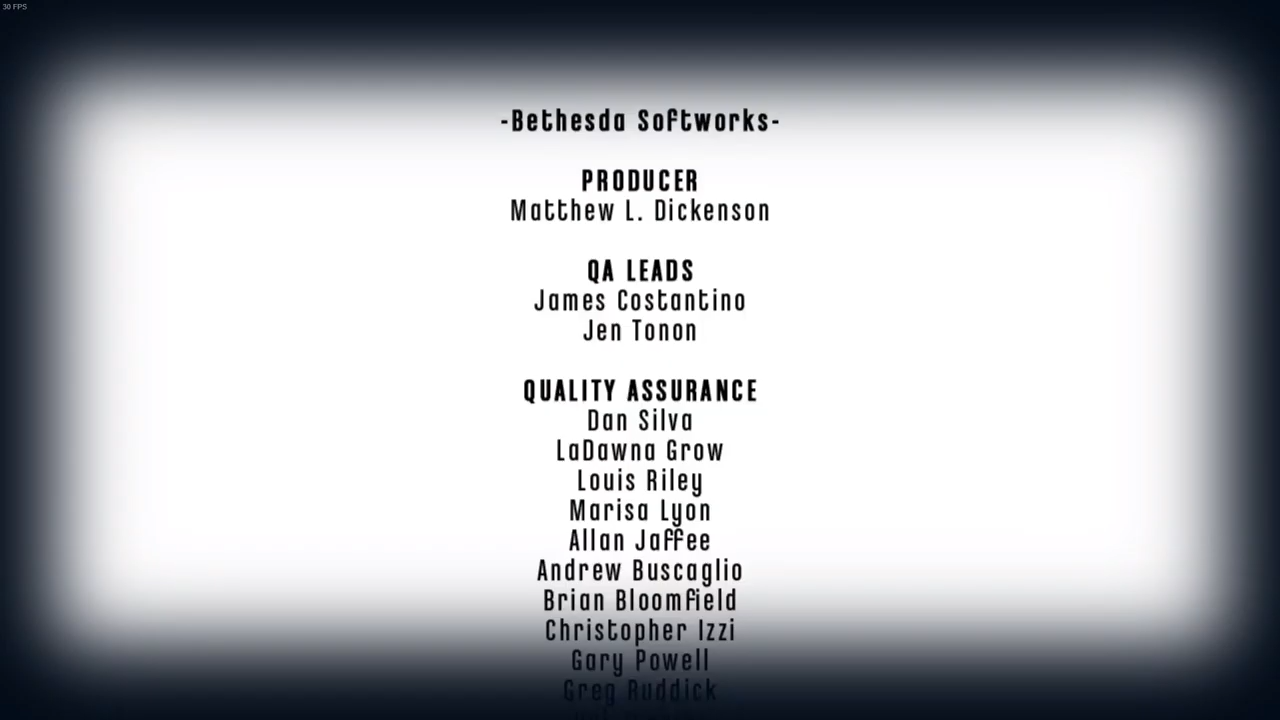 30 FPS
-Bethesda Softworks-
PRODUCER
Matthew L. Dickenson
QA LEADS
James Costantino
Jen Tonon
QUALITY ASSURANCE
Dan Silva
LaDawna Grow
Louis Riley
Marisa Lyon
Allan Jaffee
Andrew Buscaglio
Brian Bloomfield
Christopher Izzi
Gary Powell
Greg Ruddick